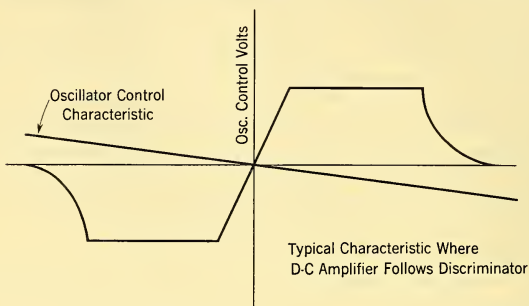 Osc. Control Volts
Oscillator Control
Characteristic
Typical Characteristic Where
D-C Amplifier Follows Discriminator